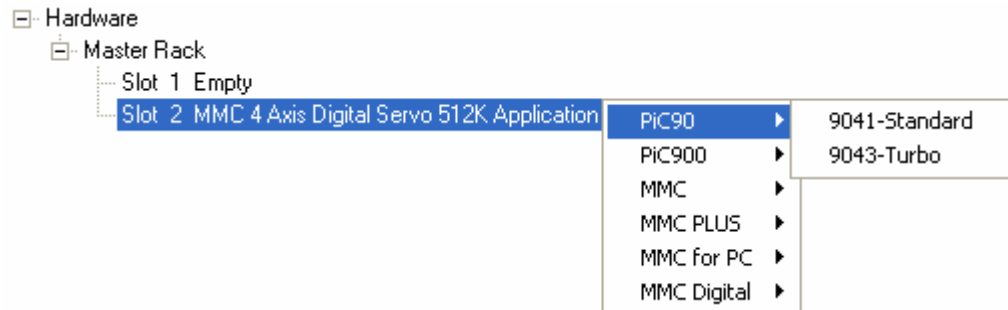 Hardware
Master Rack
Slot 1 Empty
Slot 2 MMC 4 Axis Digital Servo 512K Application
PiC90
9041-Standard
PiC900
9043-Turbo
MMC
MMC PLUS
MMC for PC
MMC Digital